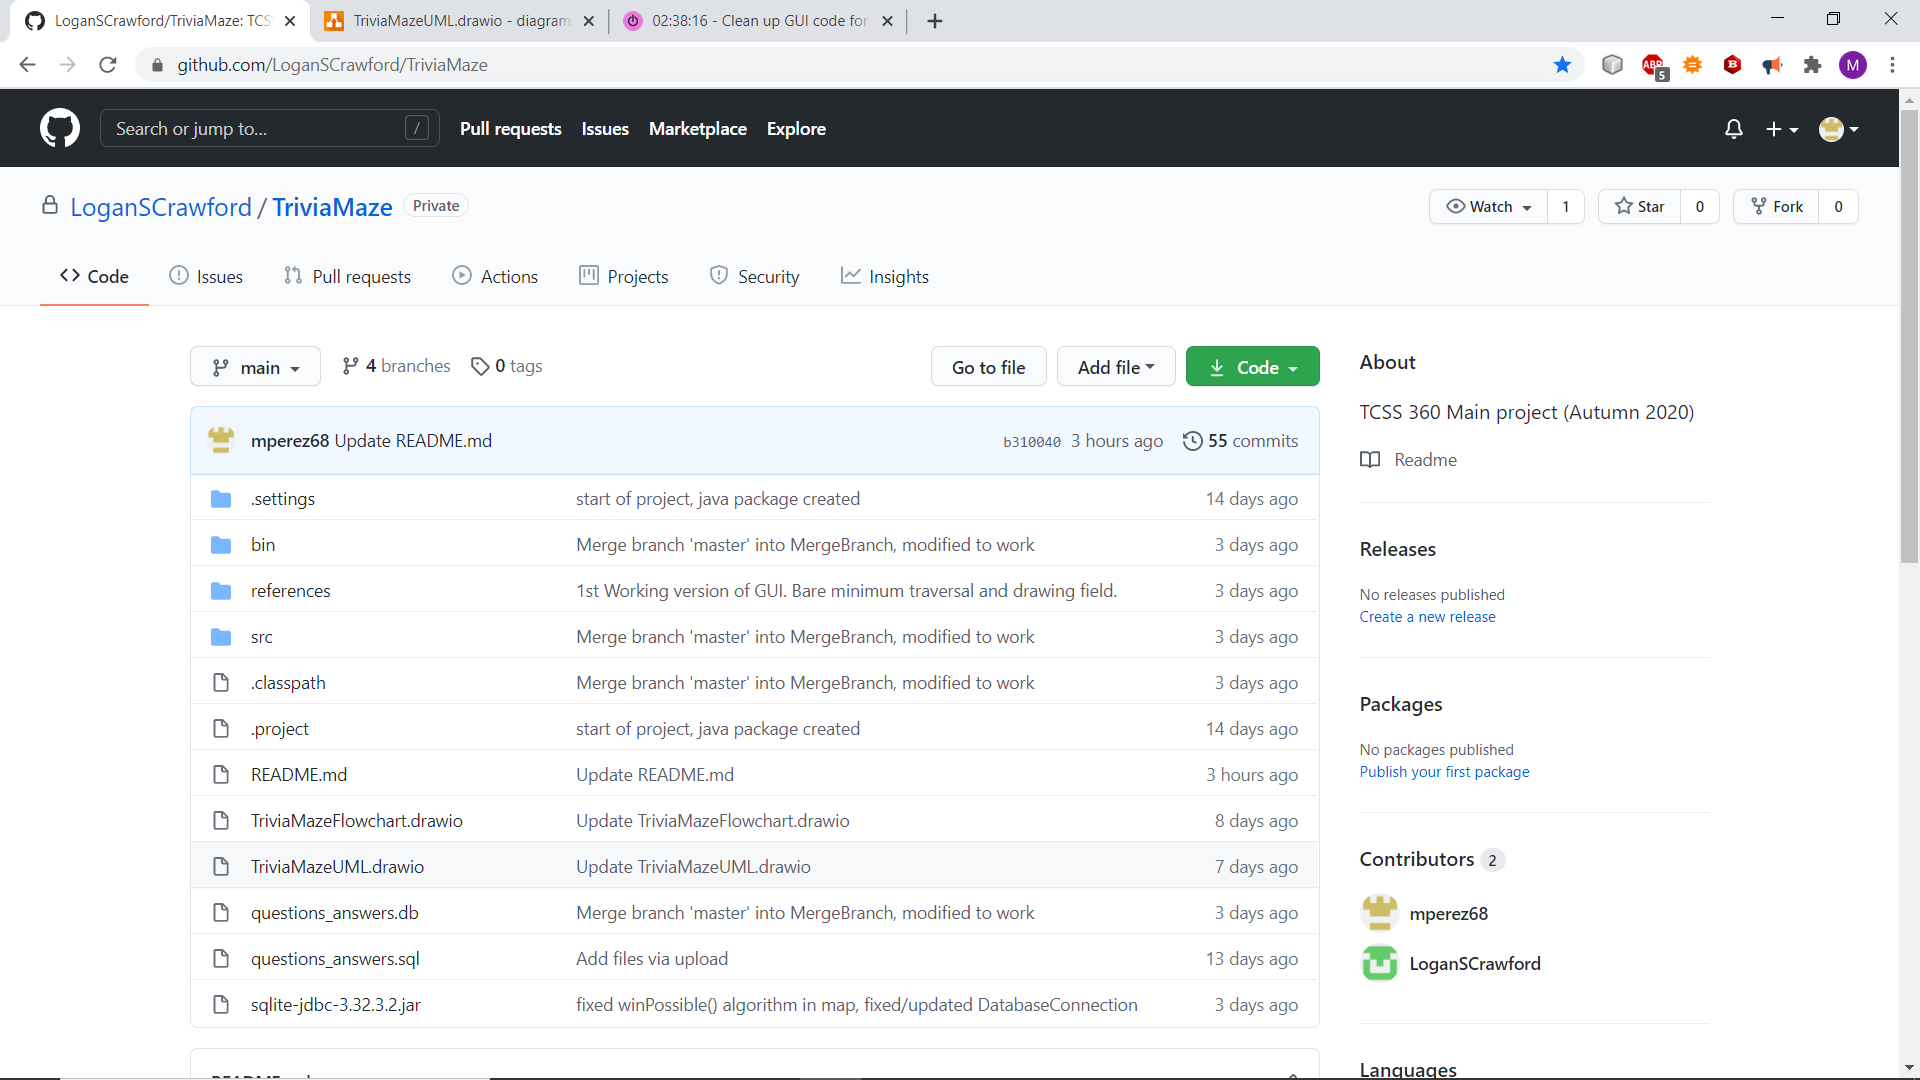 LoganSCrawford/TriviaMaze: TCS
TriviaMazeUML.drawio - diagram
02:38:16 - Clean up GUI code for
github.com/LoganSCrawford/TriviaMaze
ABP
5
B
M
Search or jump to...
/
Pull requests
Issues
Marketplace
Explore
LoganSCrawford / TriviaMaze
Private
Watch
1
Star
0
Fork
0
Code
Issues
Pull requests
Actions
Projects
Security
Insights
main
4 branches
0 tags
Go to file
Add file
Code
mperez68 Update README.md
b310040 3 hours ago
55 commits
.settings
start of project, java package created
14 days ago
bin
Merge branch 'master' into MergeBranch, modified to work
3 days ago
references
1st Working version of GUI. Bare minimum traversal and drawing field.
3 days ago
src
Merge branch 'master' into MergeBranch, modified to work
3 days ago
.classpath
Merge branch 'master' into MergeBranch, modified to work
3 days ago
.project
start of project, java package created
14 days ago
README.md
Update README.md
3 hours ago
TriviaMazeFlowchart.drawio
Update TriviaMazeFlowchart.drawio
8 days ago
TriviaMazeUML.drawio
Update TriviaMazeUML.drawio
7 days ago
questions_answers.db
Merge branch 'master' into MergeBranch, modified to work
3 days ago
questions_answers.sql
Add files via upload
13 days ago
sqlite-jdbc-3.32.3.2.jar
fixed winPossible() algorithm in map, fixed/updated DatabaseConnection
3 days ago
About
TCSS 360 Main project (Autumn 2020)
Readme
Releases
No releases published
Create a new release
Packages
No packages published
Publish your first package
Contributors 2
mperez68
LoganSCrawford
Languages